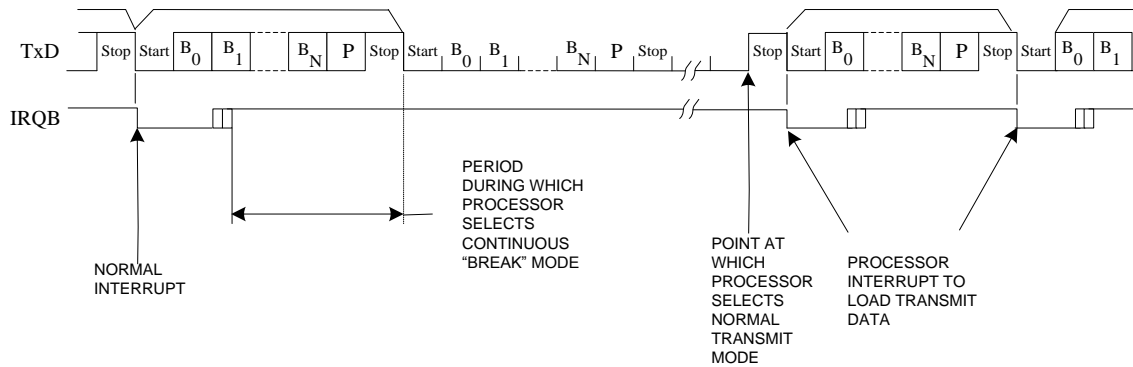 TxD Stop Start B0 B1 BN P Stop Start B0 B1 BN P Stop Stop Start B0 BN P Stop Start B0 B1
IRQB
NORMAL
INTERRUPT
PERIOD
DURING WHICH
PROCESSOR
SELECTS
CONTINUOUS
“BREAK” MODE
POINT AT
WHICH
PROCESSOR
SELECTS
NORMAL
TRANSMIT
MODE
PROCESSOR
INTERRUPT TO
LOAD TRANSMIT
DATA